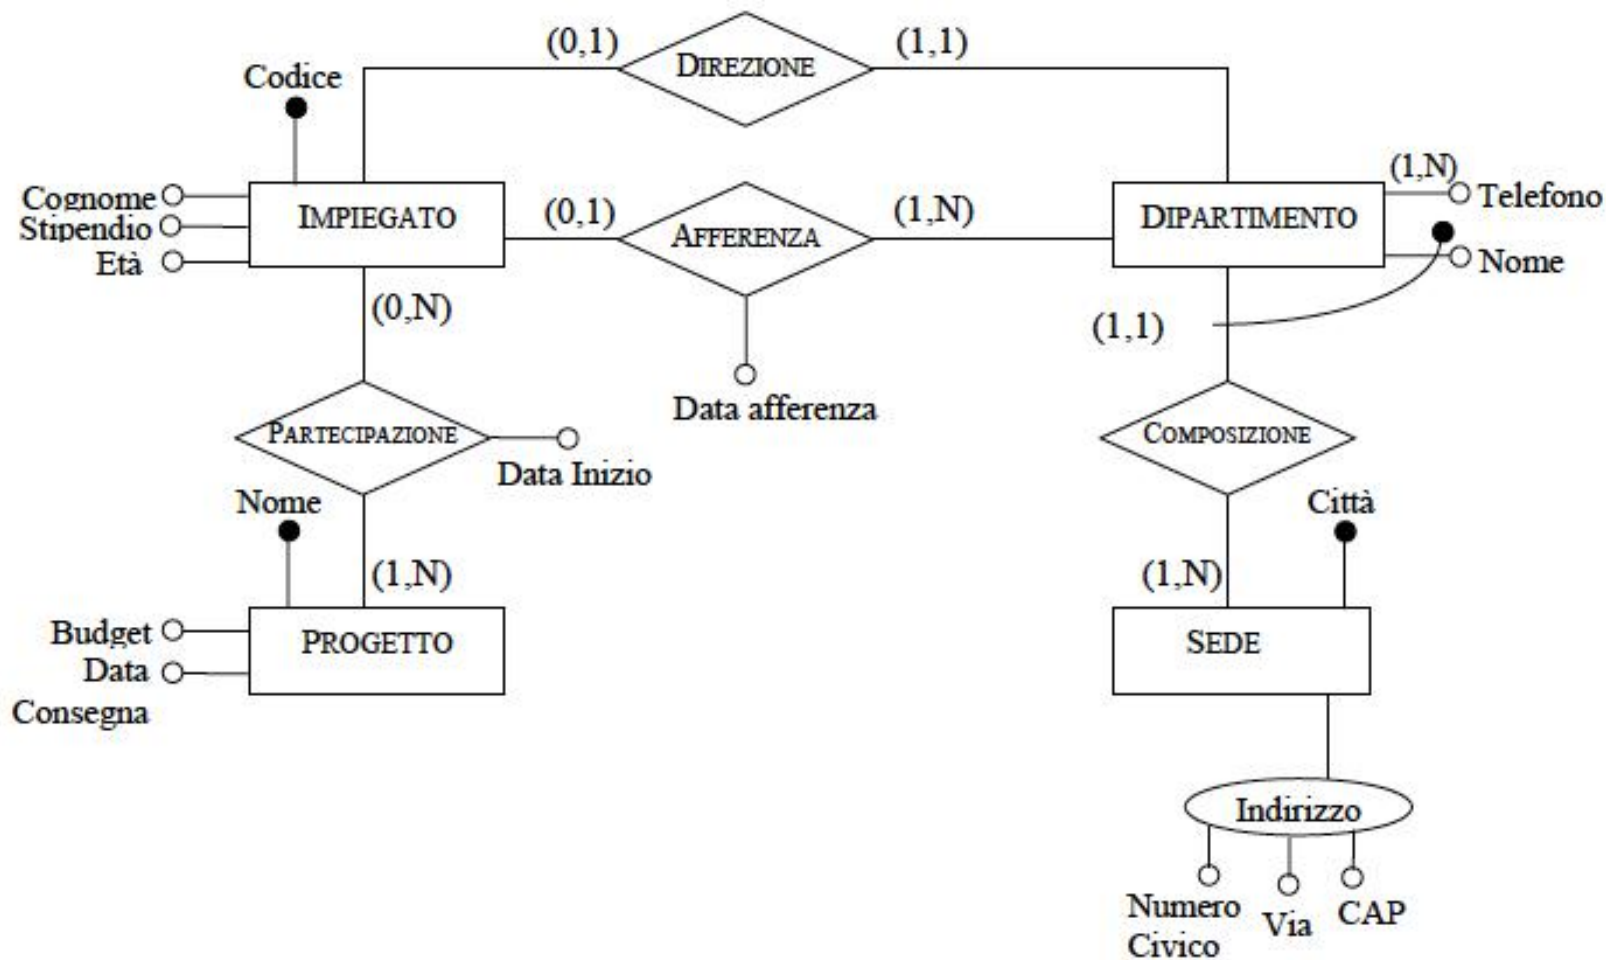 (0,1)
DIREZIONE
(1,1)
Codice
Cognome
Stipendio
Età
IMPIEGATO
(0,1)
AFFERENZA
(1,N)
DIPARTIMENTO
(1,N)
Telefono
Nome
(0,N)
(1,1)
Data afferenza
PARTECIPAZIONE
Data Inizio
COMPOSIZIONE
Nome
Città
(1,N)
(1,N)
Budget
Data
Consegna
PROGETTO
SEDE
Indirizzo
Numero
Civico
Via
CAP